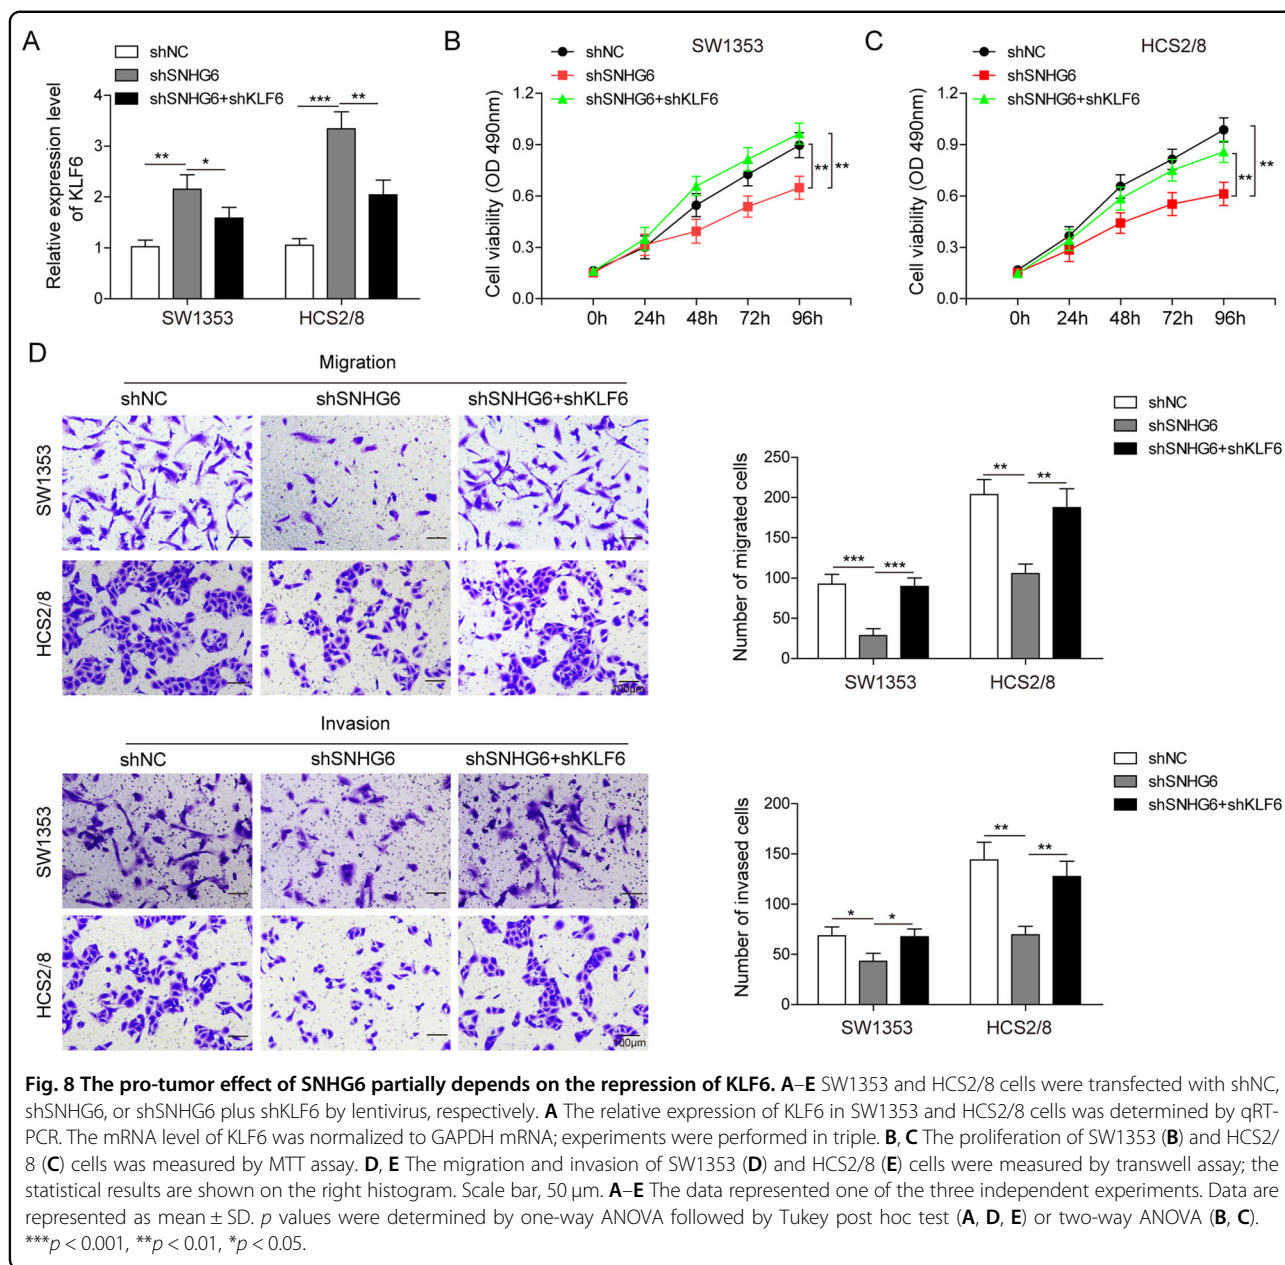 A
shNC
shSNHG6
shSNHG6+shKLF6
Relative expression level
of KLF6
4
3
2
1
0
***
**
**
*
SW1353
HCS2/8
B
SW1353
shNC
shSNHG6
shSNHG6+shKLF6
Cell viability (OD 490nm)
1.2
0.9
0.6
0.3
0.0
**
**
0h
24h
48h
72h
96h
C
HCS2/8
shNC
shSNHG6
shSNHG6+shKLF6
Cell viability (OD 490nm)
1.2
0.9
0.6
0.3
0.0
**
**
0h
24h
48h
72h
96h
D
Migration
shNC
shSNHG6
shSNHG6+shKLF6
SW1353
HCS2/8
100μm
shNC
shSNHG6
shSNHG6+shKLF6
Number of migrated cells
250
200
150
100
50
0
***
***
**
**
SW1353
HCS2/8
Invasion
shNC
shSNHG6
shSNHG6+shKLF6
SW1353
HCS2/8
100μm
shNC
shSNHG6
shSNHG6+shKLF6
Number of invased cells
200
150
100
50
0
*
*
**
**
SW1353
HCS2/8
Fig. 8 The pro-tumor effect of SNHG6 partially depends on the repression of KLF6. A–E SW1353 and HCS2/8 cells were transfected with shNC,
shSNHG6, or shSNHG6 plus shKLF6 by lentivirus, respectively. A The relative expression of KLF6 in SW1353 and HCS2/8 cells was determined by qRT-
PCR. The mRNA level of KLF6 was normalized to GAPDH mRNA; experiments were performed in triple. B, C The proliferation of SW1353 (B) and HCS2/
8 (C) cells was measured by MTT assay. D, E The migration and invasion of SW1353 (D) and HCS2/8 (E) cells were measured by transwell assay; the
statistical results are shown on the right histogram. Scale bar, 50 μm. A–E The data represented one of the three independent experiments. Data are
represented as mean ± SD. p values were determined by one-way ANOVA followed by Tukey post hoc test (A, D, E) or two-way ANOVA (B, C).
***p < 0.001, **p < 0.01, *p < 0.05.